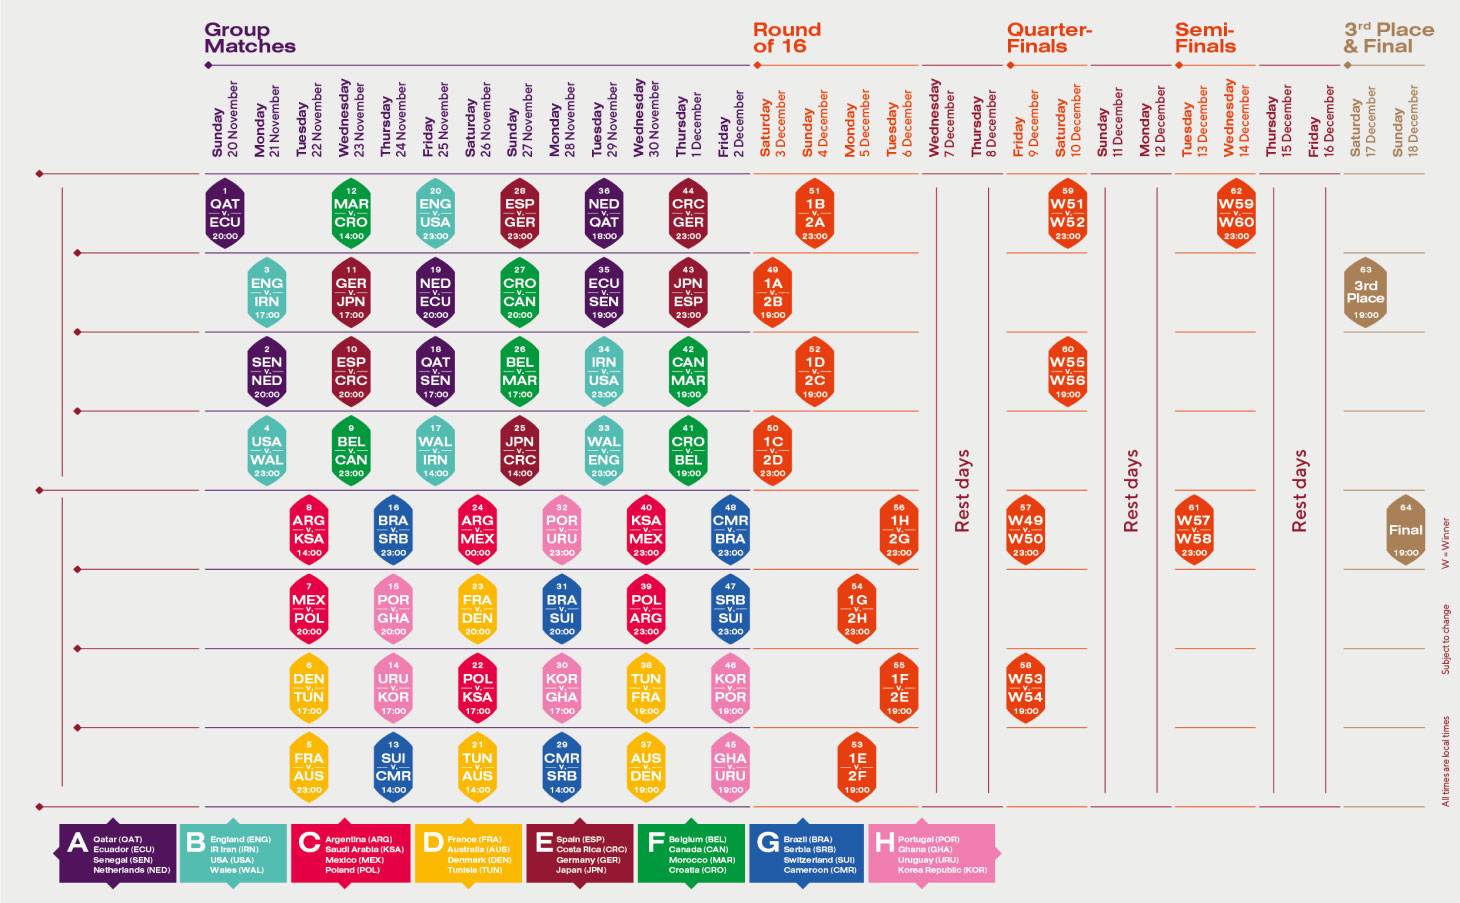 Group
Matches
Round
of 16
Quarter-
Finals
Semi-
Finals
3rd Place
& Final
Sunday
20 November
Monday
21 November
Tuesday
22 November
Wednesday
23 November
Thursday
24 November
Friday
25 November
Saturday
26 November
Sunday
27 November
Monday
28 November
Tuesday
29 November
Wednesday
30 November
Thursday
1 December
Friday
2 December
Saturday
3 December
Sunday
4 December
Monday
5 December
Tuesday
6 December
Wednesday
7 December
Thursday
8 December
Friday
9 December
Saturday
10 December
Sunday
11 December
Monday
12 December
Tuesday
13 December
Wednesday
14 December
Thursday
15 December
Friday
16 December
Saturday
17 December
Sunday
18 December
1
QAT
v.
ECU
20:00
12
MAR
v.
CRO
14:00
20
ENG
v.
USA
23:00
28
ESP
v.
GER
23:00
36
NED
v.
QAT
18:00
44
CRC
v.
GER
23:00
51
1B
v.
2A
23:00
59
W51
v.
W52
23:00
62
W59
v.
W60
23:00
3
ENG
v.
IRN
17:00
11
GER
v.
JPN
17:00
19
NED
v.
ECU
20:00
27
CRO
v.
CAN
20:00
35
ECU
v.
SEN
19:00
43
JPN
v.
ESP
23:00
49
1A
v.
2B
19:00
63
3rd
Place
19:00
2
SEN
v.
NED
20:00
10
ESP
v.
CRC
20:00
18
QAT
v.
SEN
17:00
26
BEL
v.
MAR
17:00
34
IRN
v.
USA
23:00
42
CAN
v.
MAR
19:00
52
1D
v.
2C
19:00
60
W55
v.
W56
19:00
4
USA
v.
WAL
23:00
9
BEL
v.
CAN
23:00
17
WAL
v.
IRN
14:00
25
JPN
v.
CRC
14:00
33
WAL
v.
ENG
23:00
41
CRO
v.
BEL
19:00
50
1C
v.
2D
23:00
8
ARG
v.
KSA
14:00
16
BRA
v.
SRB
23:00
24
ARG
v.
MEX
00:00
32
POR
v.
URU
23:00
40
KSA
v.
MEX
23:00
48
CMR
v.
BRA
23:00
56
1H
v.
2G
23:00
57
W49
v.
W50
23:00
61
W57
v.
W58
23:00
64
Final
19:00
7
MEX
v.
POL
20:00
15
POR
v.
GHA
20:00
23
FRA
v.
DEN
20:00
31
BRA
v.
SUI
20:00
39
POL
v.
ARG
23:00
47
SRB
v.
SUI
23:00
54
1G
v.
2H
23:00
6
DEN
v.
TUN
17:00
14
URU
v.
KOR
17:00
22
POL
v.
KSA
17:00
30
KOR
v.
GHA
17:00
38
TUN
v.
FRA
19:00
46
KOR
v.
POR
19:00
55
1F
v.
2E
19:00
58
W53
v.
W54
19:00
5
FRA
v.
AUS
23:00
13
SUI
v.
CMR
14:00
21
TUN
v.
AUS
14:00
29
CMR
v.
SRB
14:00
37
AUS
v.
DEN
19:00
45
GHA
v.
URU
19:00
53
1E
v.
2F
19:00
Rest days
Rest days
Rest days
W = Winner
Subject to change
All times are local times
A
Qatar (QAT)
Ecuador (ECU)
Senegal (SEN)
Netherlands (NED)
B
England (ENG)
IR Iran (IRN)
USA (USA)
Wales (WAL)
C
Argentina (ARG)
Saudi Arabia (KSA)
Mexico (MEX)
Poland (POL)
D
France (FRA)
Australia (AUS)
Denmark (DEN)
Tunisia (TUN)
E
Spain (ESP)
Costa Rica (CRC)
Germany (GER)
Japan (JPN)
F
Belgium (BEL)
Canada (CAN)
Morocco (MAR)
Croatia (CRO)
G
Brazil (BRA)
Serbia (SRB)
Switzerland (SUI)
Cameroon (CMR)
H
Portugal (POR)
Ghana (GHA)
Uruguay (URU)
Korea Republic (KOR)